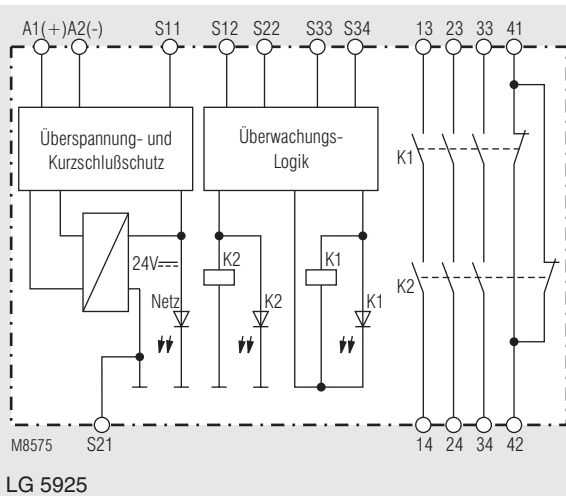 A1(+) A2(-) S11 S12 S22 S33 S34 13 23 33 41
Überspannung- und
Kurzschlußschutz
Überwachungs-
Logik
K1
24V
K2
K1
Netz
K2
K1
K2
M8575
S21
14 24 34 42
LG 5925